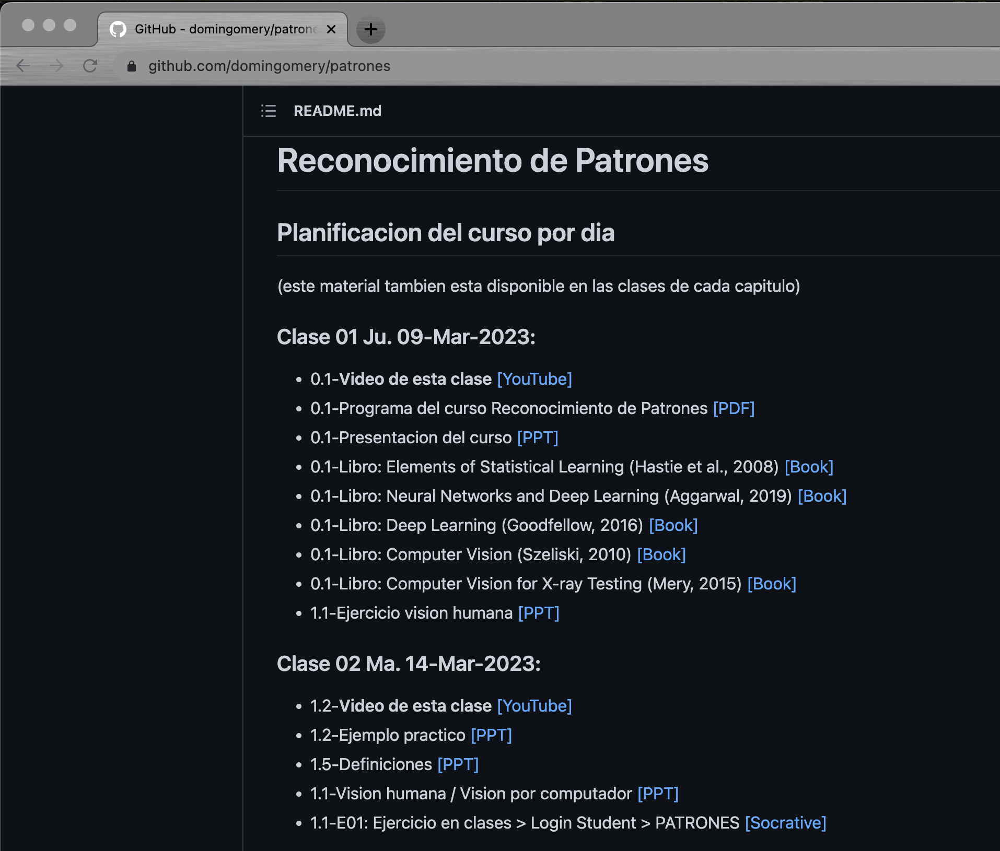 GitHub - domingomery/patrone
github.com/domingomery/patrones
README.md
Reconocimiento de Patrones
Planificacion del curso por dia
(este material tambien esta disponible en las clases de cada capitulo)
Clase 01 Ju. 09-Mar-2023:
• 0.1-Video de esta clase [YouTube]
• 0.1-Programa del curso Reconocimiento de Patrones [PDF]
• 0.1-Presentacion del curso [PPT]
• 0.1-Libro: Elements of Statistical Learning (Hastie et al., 2008) [Book]
• 0.1-Libro: Neural Networks and Deep Learning (Aggarwal, 2019) [Book]
• 0.1-Libro: Deep Learning (Goodfellow, 2016) [Book]
• 0.1-Libro: Computer Vision (Szeliski, 2010) [Book]
• 0.1-Libro: Computer Vision for X-ray Testing (Mery, 2015) [Book]
• 1.1-Ejercicio vision humana [PPT]
Clase 02 Ma. 14-Mar-2023:
• 1.2-Video de esta clase [YouTube]
• 1.2-Ejemplo practico [PPT]
• 1.5-Definiciones [PPT]
• 1.1-Vision humana / Vision por computador [PPT]
• 1.1-E01: Ejercicio en clases > Login Student > PATRONES [Socrative]